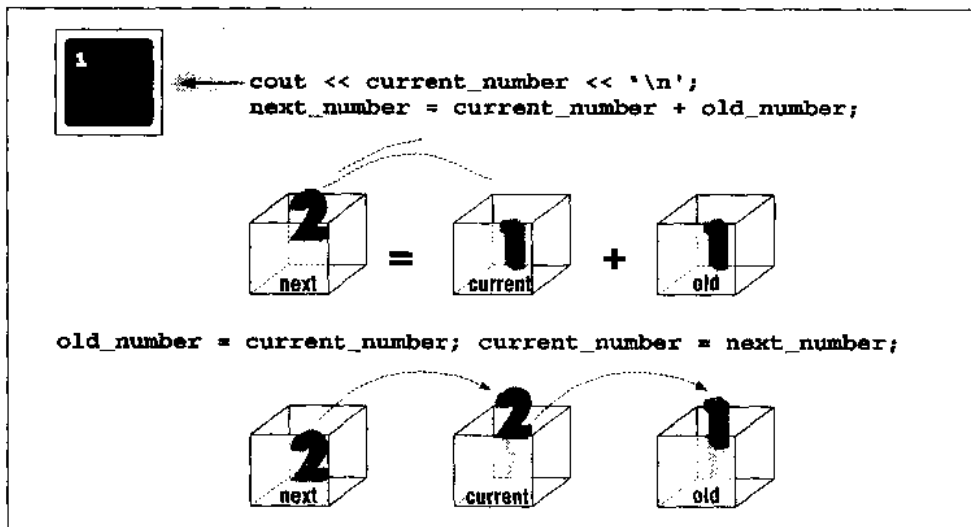 1
cout << current_number << '\n';
next_number = current_number + old_number;
2 = 1 + 1
next current old
old_number = current_number; current_number = next_number;
2 2 1
next current old